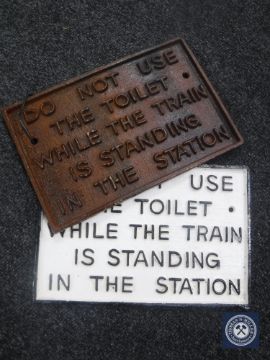 DO NOT USE
THE TOILET
WHILE THE TRAIN
IS STANDING
IN THE STATION
USE
TOILET
WHILE THE TRAIN
IS STANDING
IN THE STATION